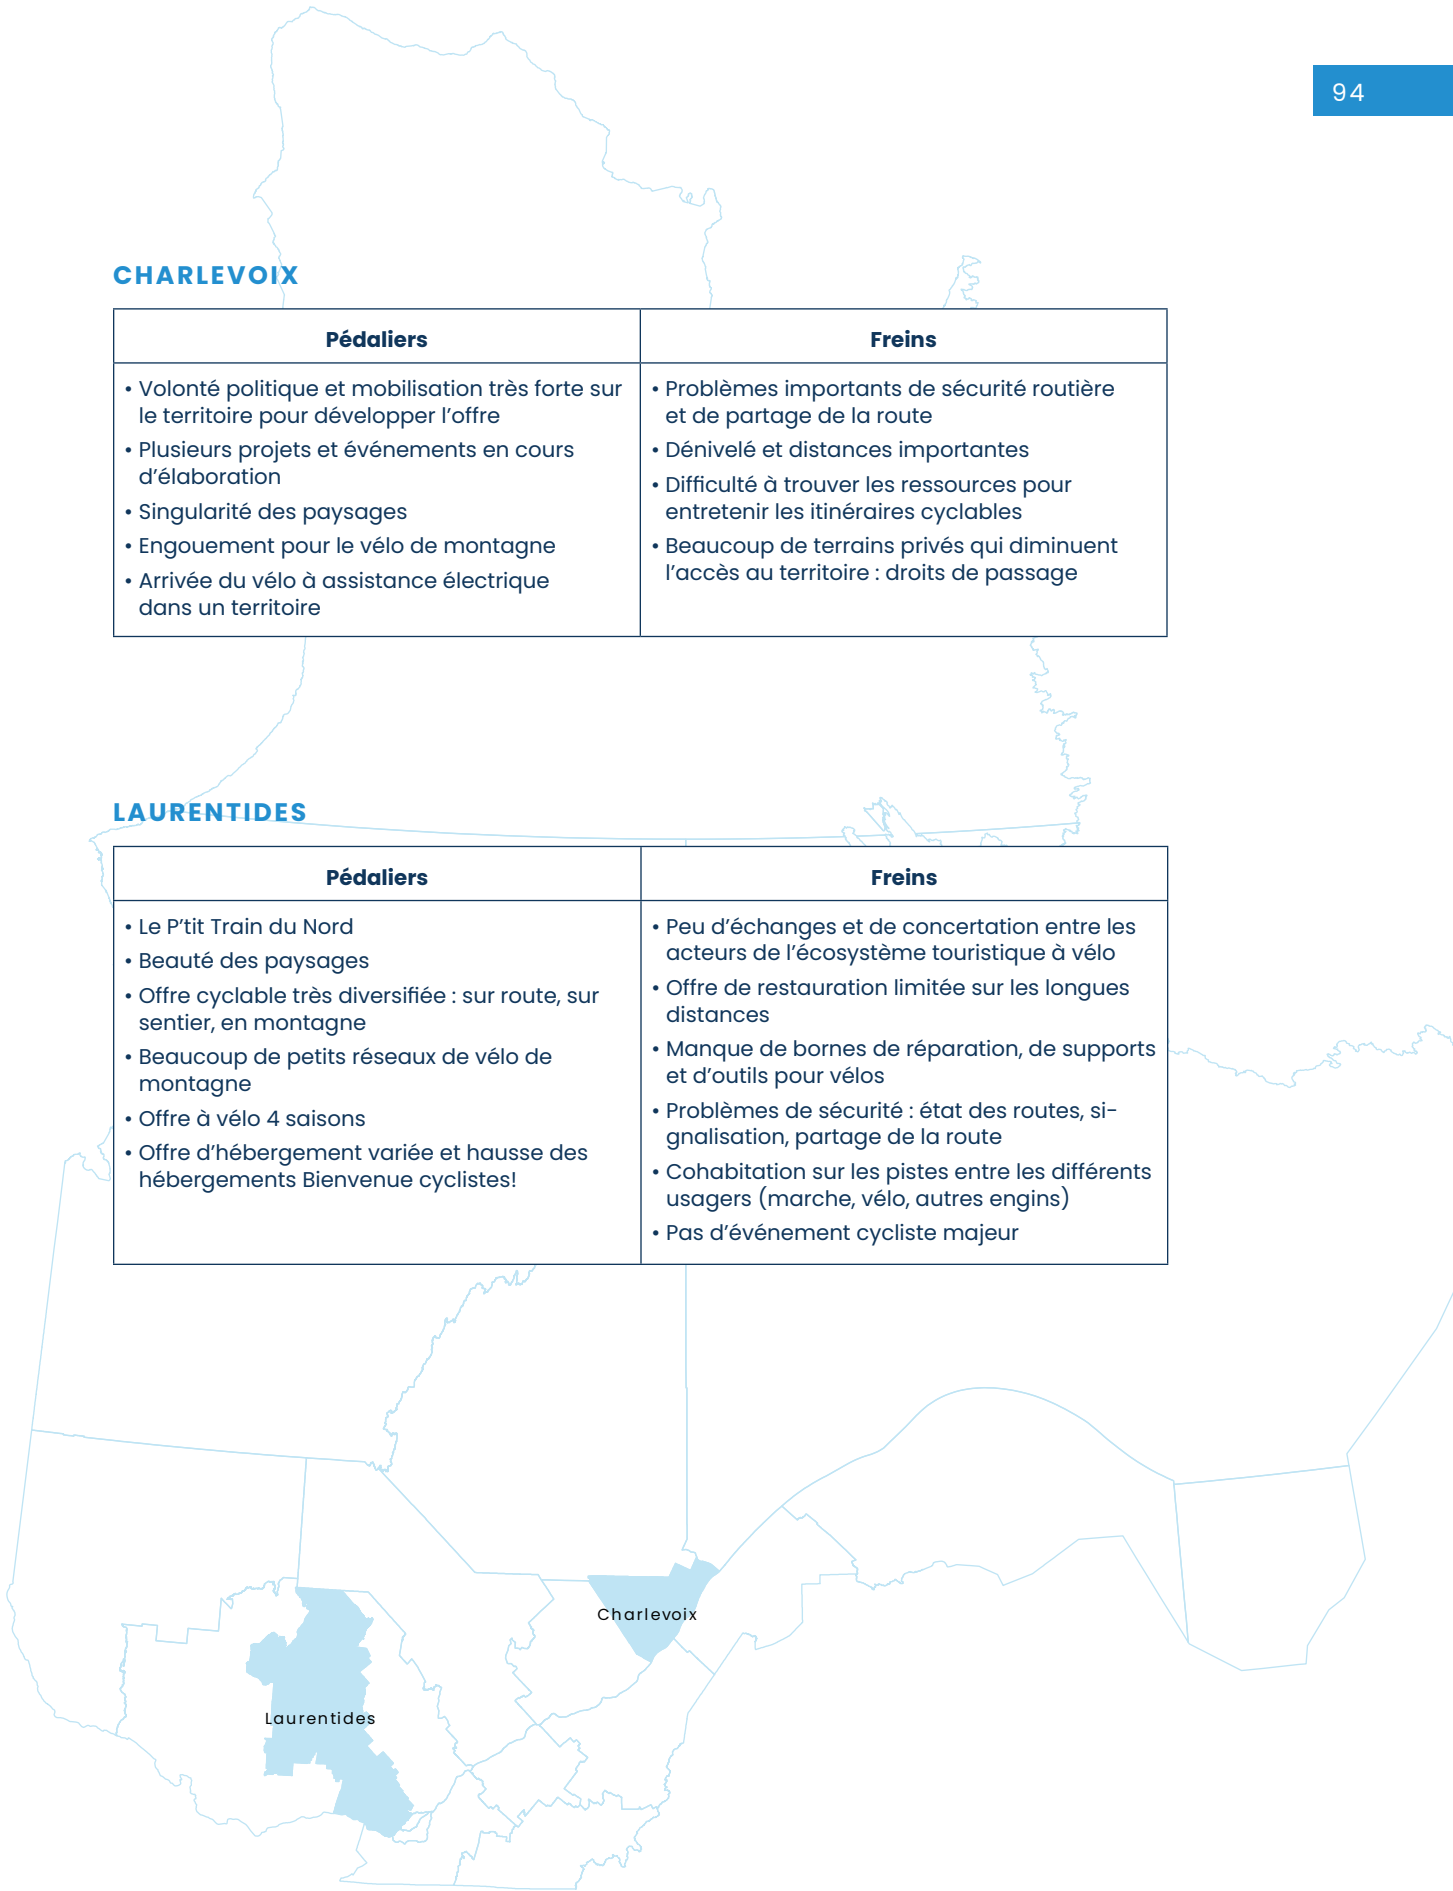 94
CHARLEVOIX
Pédaliers
Freins
• Volonté politique et mobilisation très forte sur
le territoire pour développer l’offre
• Plusieurs projets et événements en cours
d’élaboration
• Singularité des paysages
• Engouement pour le vélo de montagne
• Arrivée du vélo à assistance électrique
dans un territoire
• Problèmes importants de sécurité routière
et de partage de la route
• Dénivelé et distances importantes
• Difficulté à trouver les ressources pour
entretenir les itinéraires cyclables
• Beaucoup de terrains privés qui diminuent
l’accès au territoire : droits de passage
LAURENTIDES
Pédaliers
Freins
• Le P’tit Train du Nord
• Beauté des paysages
• Offre cyclable très diversifiée : sur route, sur
sentier, en montagne
• Beaucoup de petits réseaux de vélo de
montagne
• Offre à vélo 4 saisons
• Offre d’hébergement variée et hausse des
hébergements Bienvenue cyclistes!
• Peu d’échanges et de concertation entre les
acteurs de l’écosystème touristique à vélo
• Offre de restauration limitée sur les longues
distances
• Manque de bornes de réparation, de supports
et d’outils pour vélos
• Problèmes de sécurité : état des routes, si-
gnalisation, partage de la route
• Cohabitation sur les pistes entre les différents
usagers (marche, vélo, autres engins)
• Pas d’événement cycliste majeur
Charlevoix
Laurentides